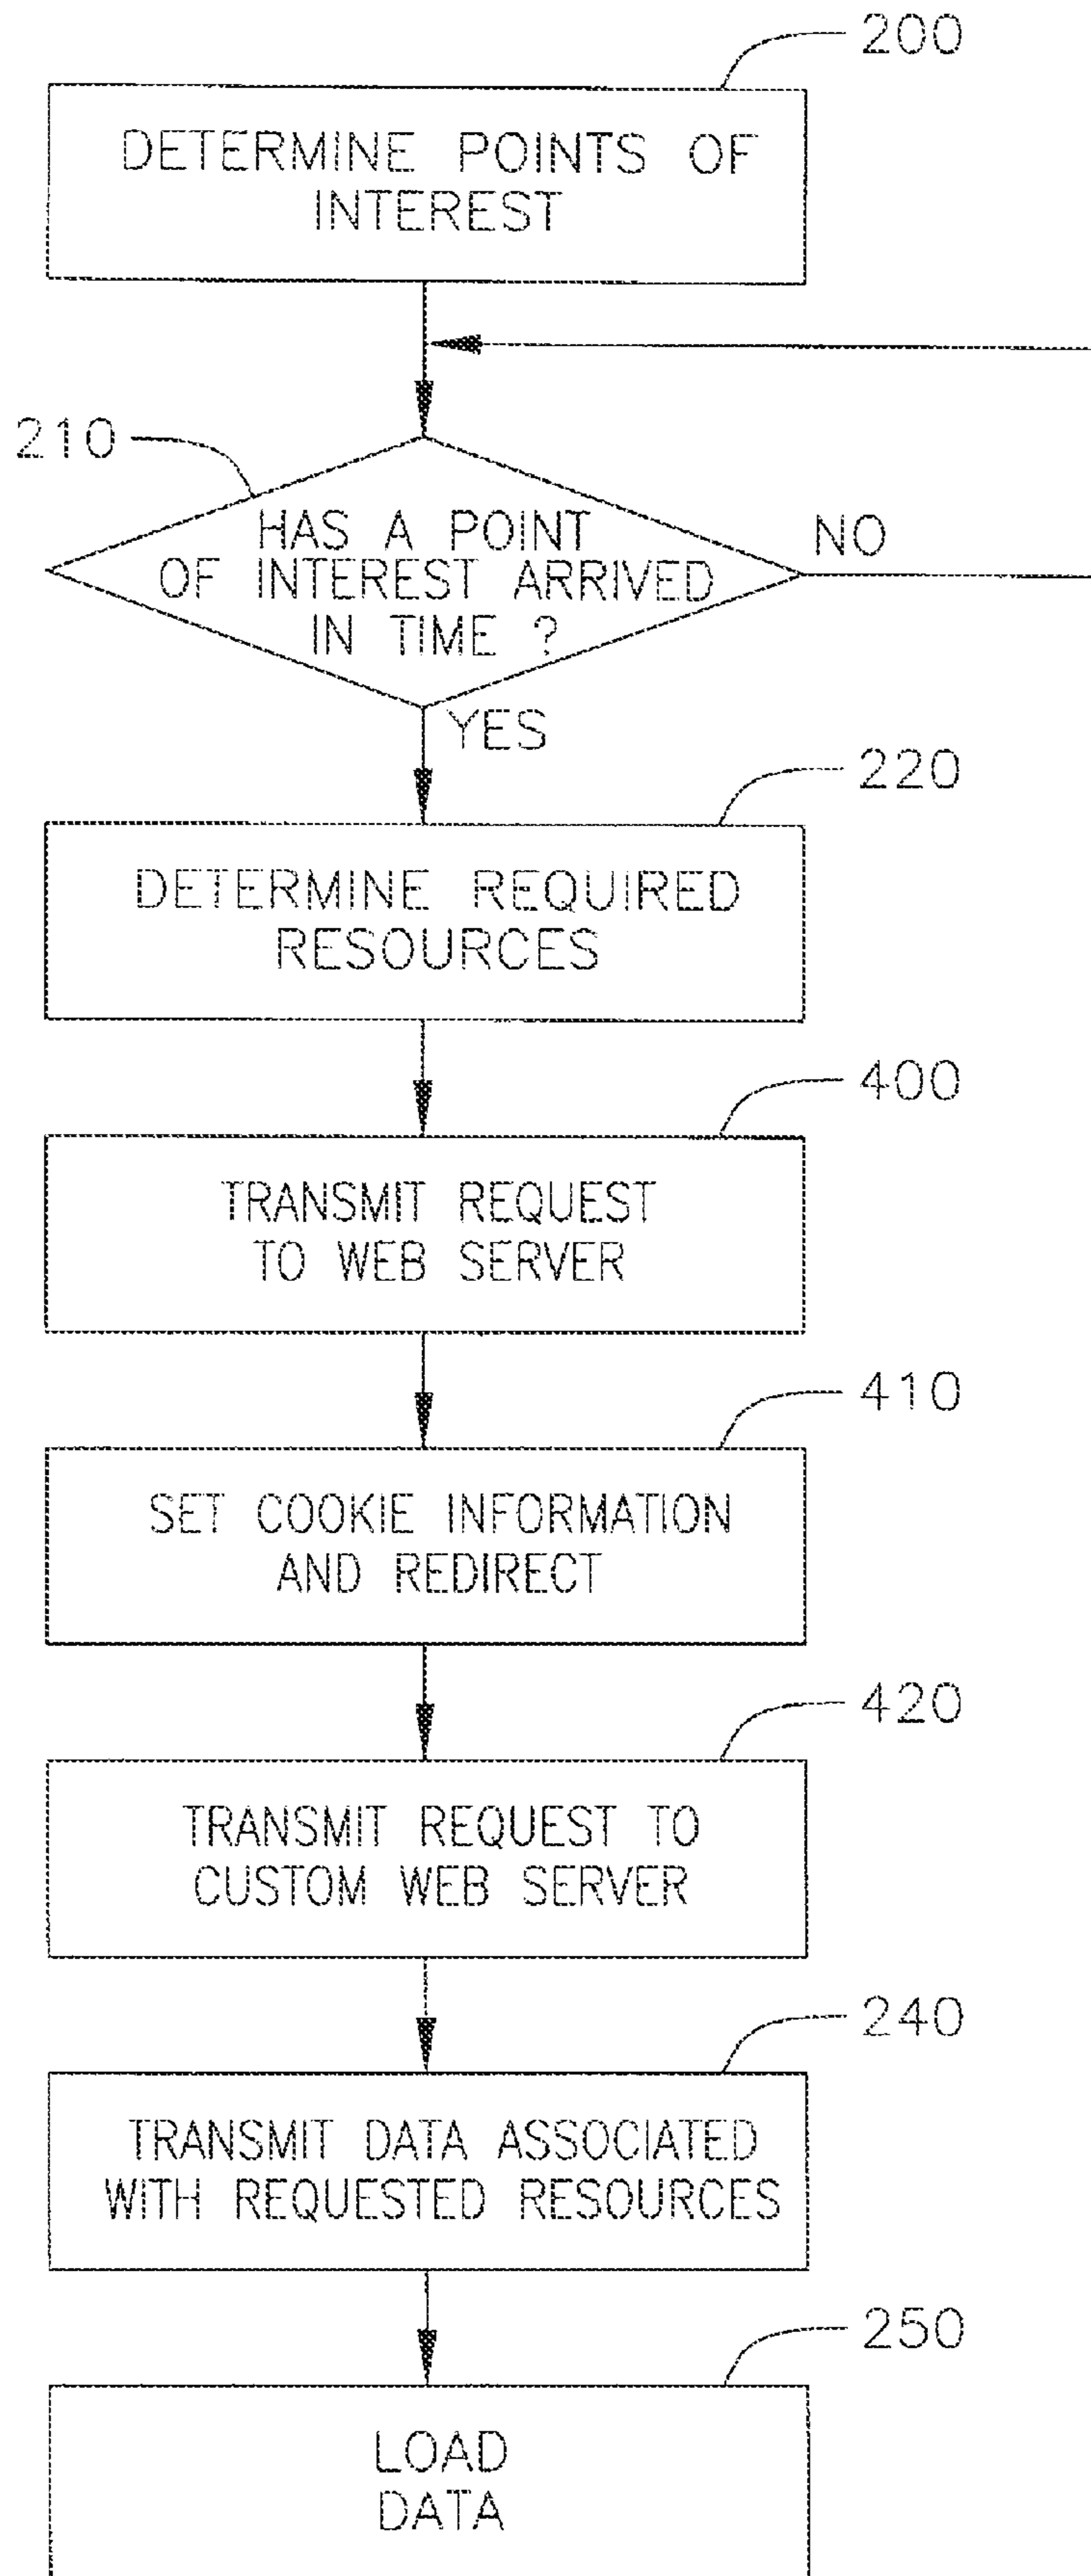 200
DETERMINE POINTS OF
INTEREST
210
HAS A POINT
OF INTEREST ARRIVED
IN TIME ?
NO
YES
220
DETERMINE REQUIRED
RESOURCES
400
TRANSMIT REQUEST
TO WEB SERVER
410
SET COOKIE INFORMATION
AND REDIRECT
420
TRANSMIT REQUEST TO
CUSTOM WEB SERVER
240
TRANSMIT DATA ASSOCIATED
WITH REQUESTED RESOURCES
250
LOAD
DATA